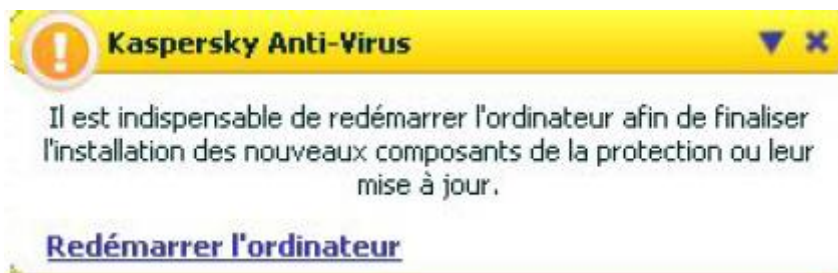 Kaspersky Anti-Virus
Il est indispensable de redémarrer l'ordinateur afin de finaliser
l'installation des nouveaux composants de la protection ou leur
mise à jour.
Redémarrer l'ordinateur